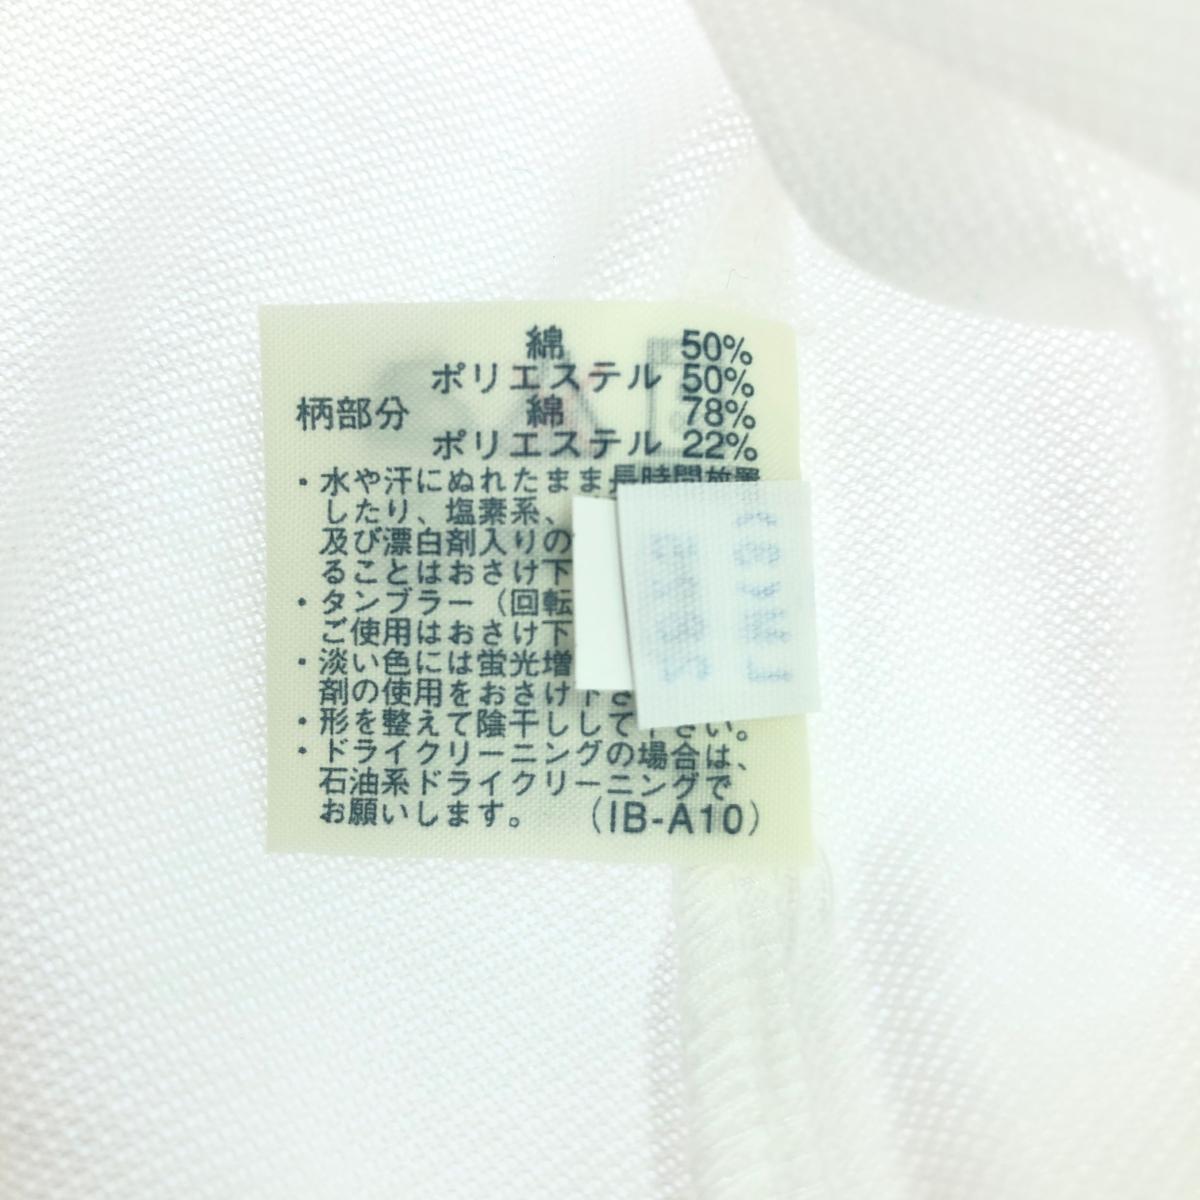 綿 50%
ポリエステル 50%
柄部分 綿 78%
ポリエステル 22%
・水や汗にぬれたまま長時間放置
したり、塩素系、
及び漂白剤入りの
ることはおさけ下
・タンブラー（回転
ご使用はおさけ下
・淡い色には蛍光増
剤の使用をおさけ下さ
・形を整えて陰干しして下さい。
・ドライクリーニングの場合は、
石油系ドライクリーニングで
お願いします。 （IB-A10）